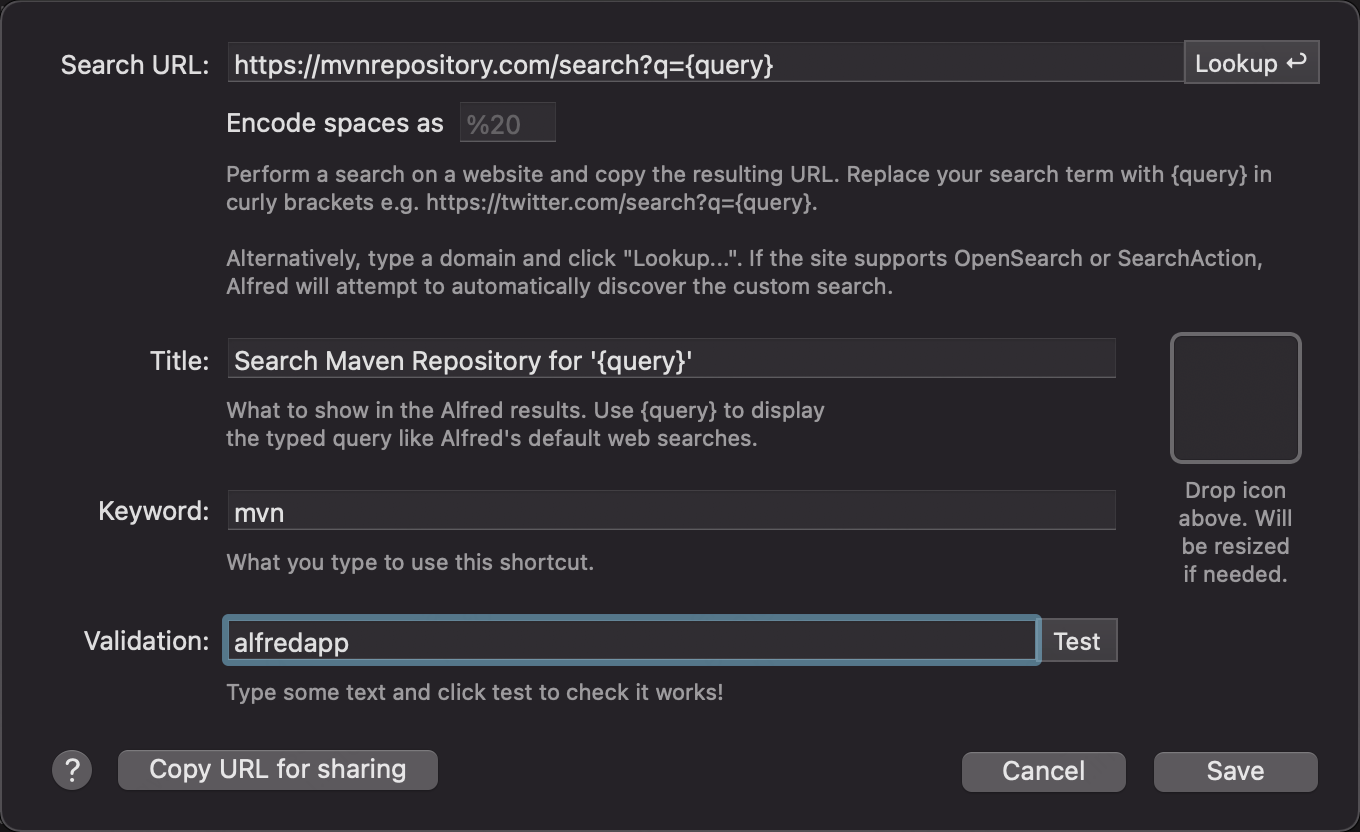 Search URL: https://mvnrepository.com/search?q={query} Lookup ↩
Encode spaces as %20
Perform a search on a website and copy the resulting URL. Replace your search term with {query} in
curly brackets e.g. https://twitter.com/search?q={query}.
Alternatively, type a domain and click "Lookup...". If the site supports OpenSearch or SearchAction,
Alfred will attempt to automatically discover the custom search.
Title: Search Maven Repository for '{query}'
What to show in the Alfred results. Use {query} to display
the typed query like Alfred's default web searches.
Keyword: mvn
What you type to use this shortcut.
Drop icon
above. Will
be resized
if needed.
Validation: alfredapp Test
Type some text and click test to check it works!
? Copy URL for sharing Cancel Save